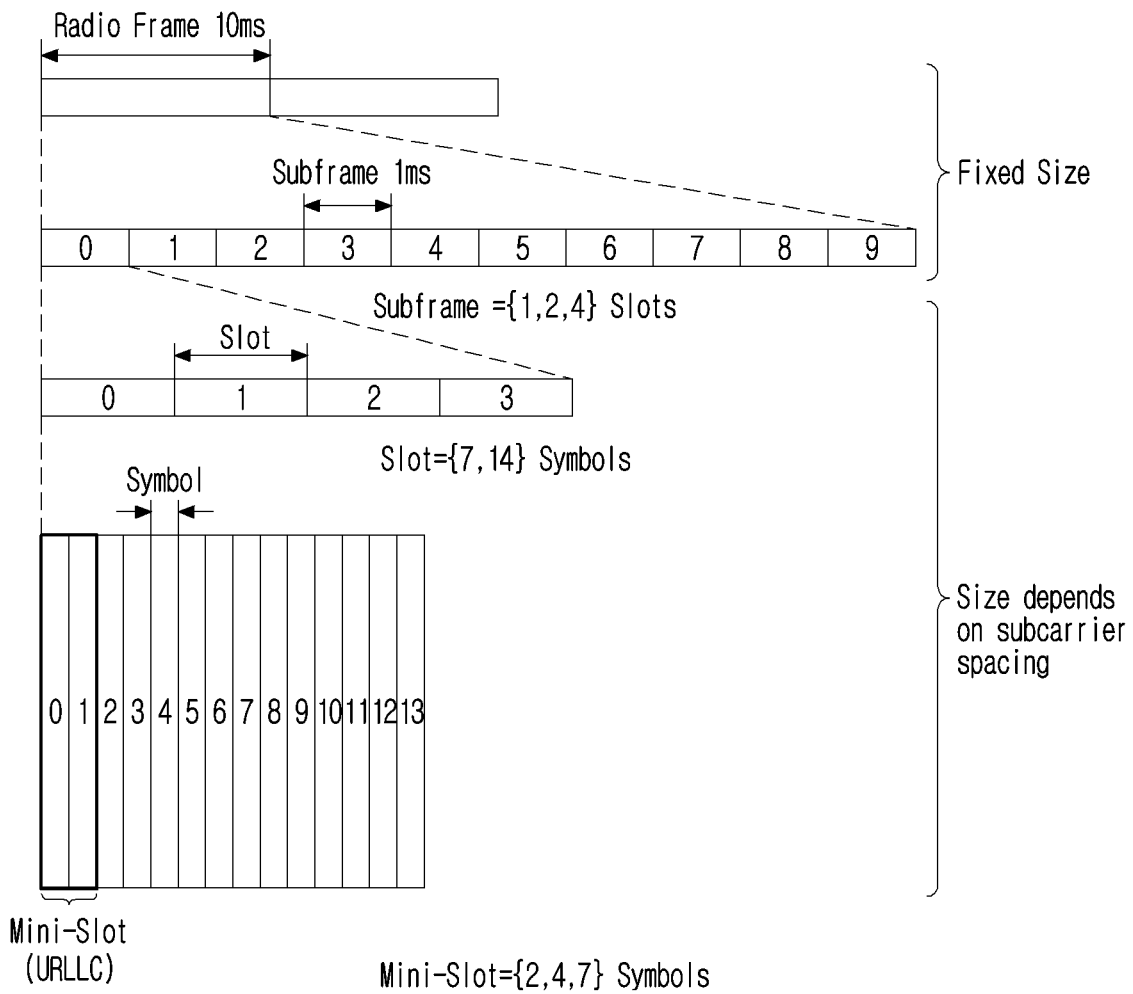 Radio Frame 10ms
Subframe 1ms
Fixed Size
0 1 2 3 4 5 6 7 8 9
Subframe ={1,2,4} Slots
Slot
0 1 2 3
Slot={7,14} Symbols
Symbol
Size depends
on subcarrier
spacing
0 1 2 3 4 5 6 7 8 9 10 11 12 13
Mini-Slot
(URLLC)
Mini-Slot={2,4,7} Symbols